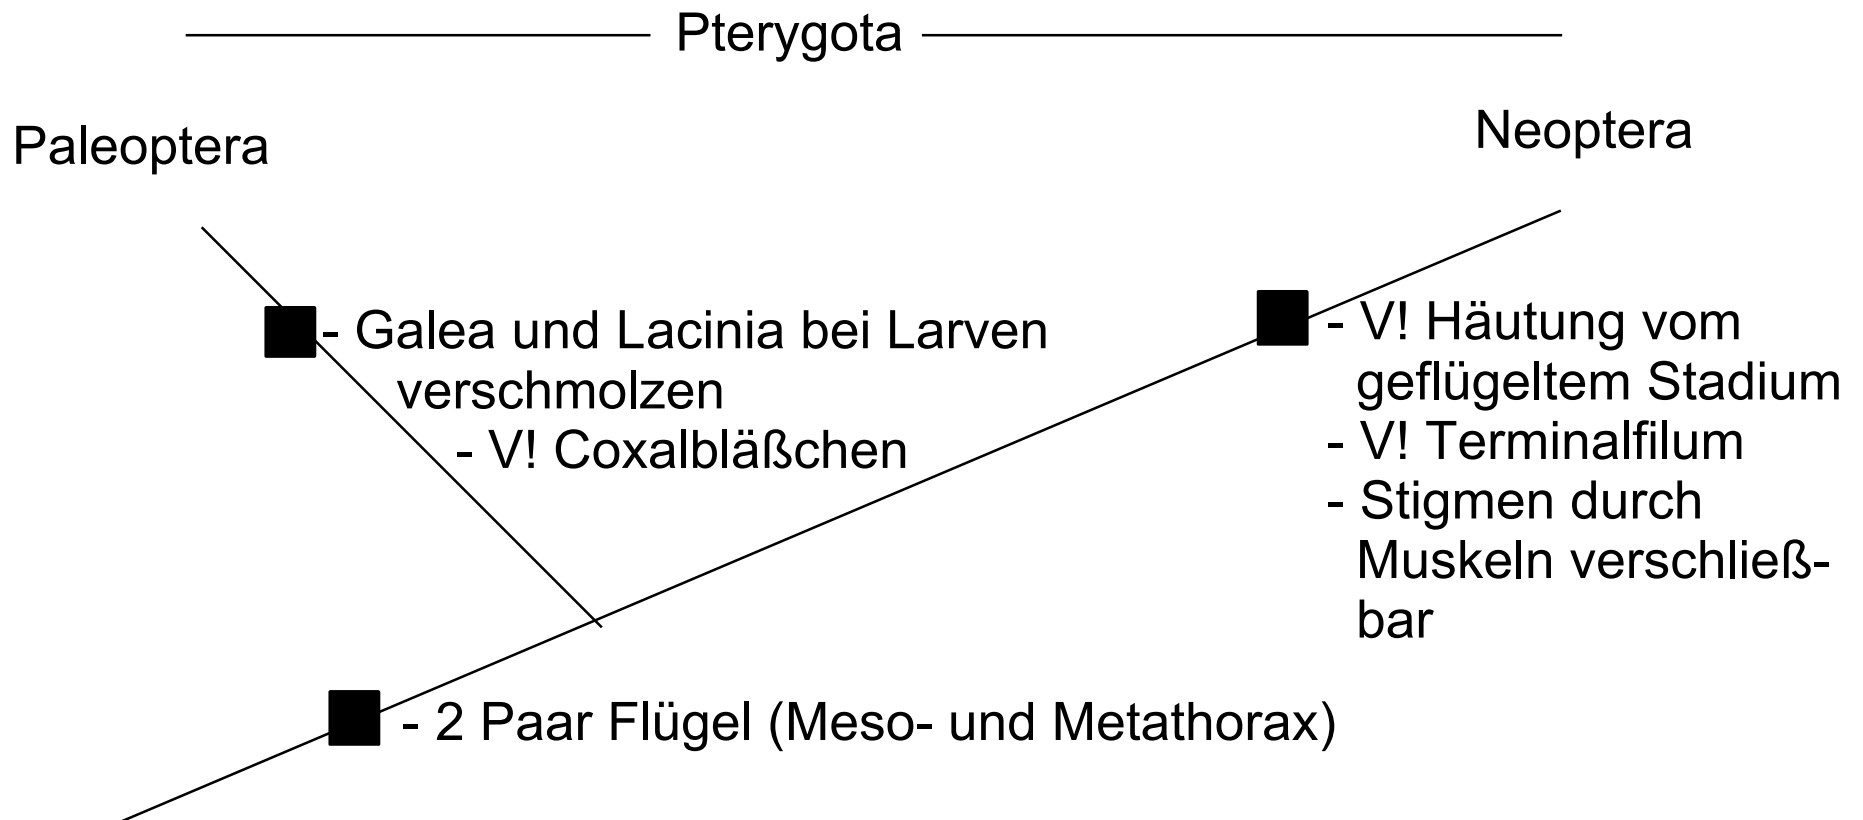 Pterygota
Paleoptera
Neoptera
- Galea und Lacinia bei Larven
verschmolzen
- V! Coxalbläßchen
- V! Häutung vom
geflügeltem Stadium
- V! Terminalfilum
- Stigmen durch
Muskeln verschließ-
bar
- 2 Paar Flügel (Meso- und Metathorax)